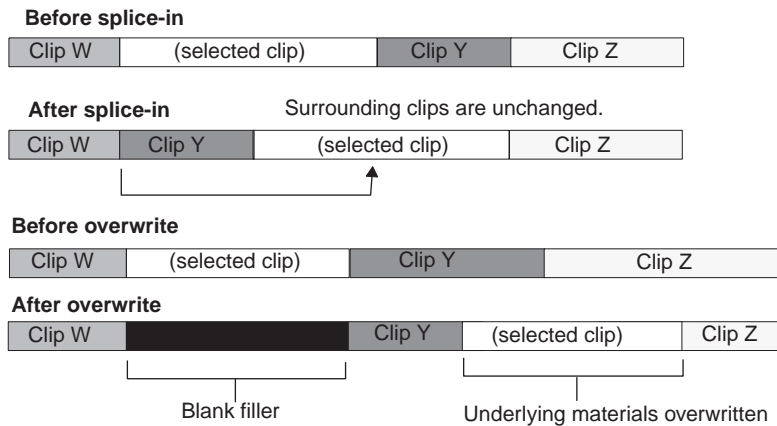 Before splice-in
Clip W (selected clip) Clip Y Clip Z
After splice-in Surrounding clips are unchanged.
Clip W Clip Y (selected clip) Clip Z
Before overwrite
Clip W (selected clip) Clip Y Clip Z
After overwrite
Clip W Clip Y (selected clip) Clip Z
Blank filler Underlying materials overwritten